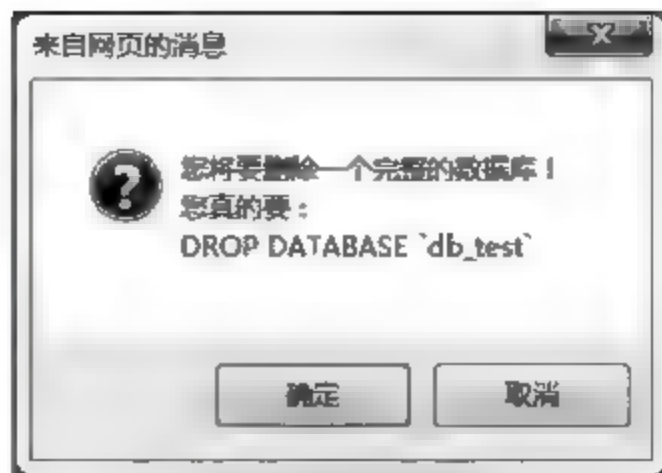 来自网页的消息
您将要删除一个完整的数据库！
您真的要：
DROP DATABASE `db_test`
确定
取消